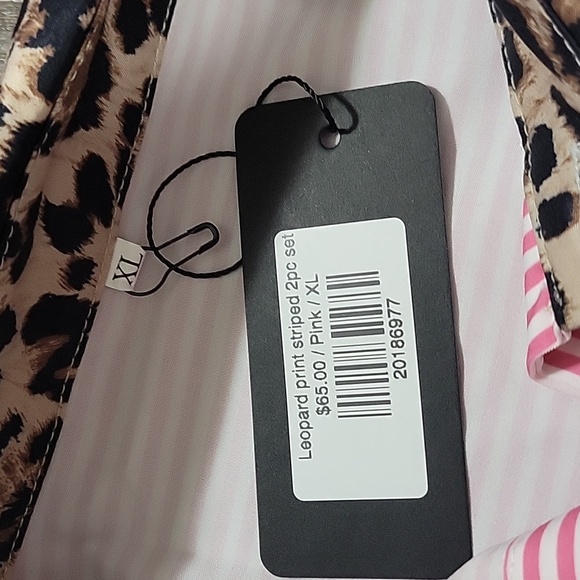 XL
Leopard print striped 2pc set
$65.00 / Pink / XL
20186977